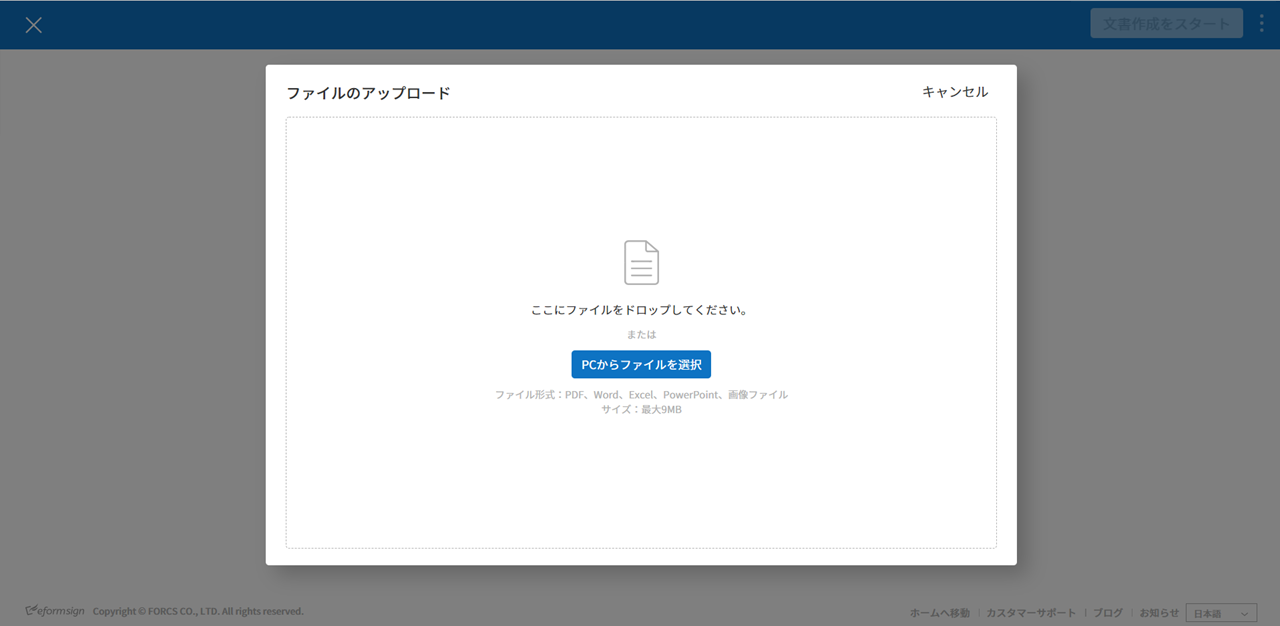 文書作成をスタート
ファイルのアップロード
キャンセル
ここにファイルをドロップしてください。
または
PCからファイルを選択
ファイル形式：PDF、Word、Excel、PowerPoint、画像ファイル
サイズ：最大9MB
eformsign Copyright © FORCS CO., LTD. All rights reserved.
ホームへ移動 | カスタマーサポート | ブログ | お知らせ 日本語